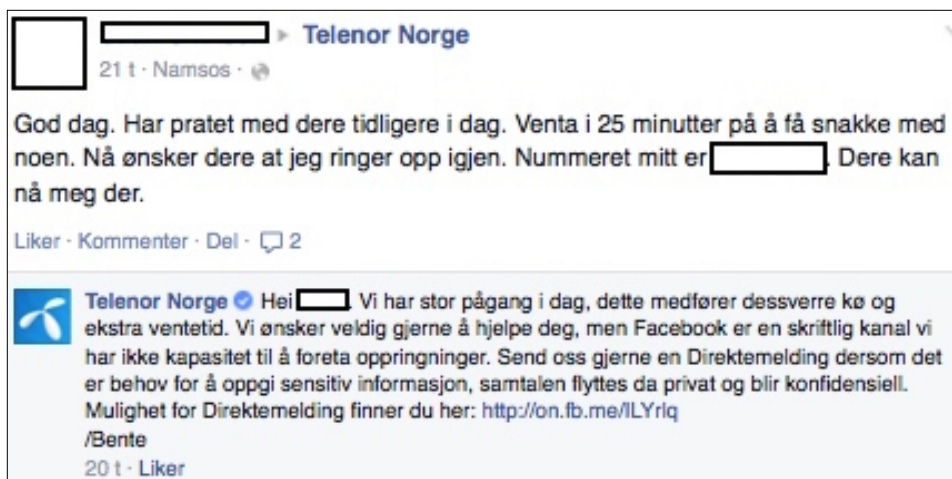 Telenor Norge
21 t · Namsos ·
God dag. Har pratet med dere tidligere i dag. Venta i 25 minutter på å få snakke med
noen. Nå ønsker dere at jeg ringer opp igjen. Nummeret mitt er . Dere kan
nå meg der.
Liker · Kommenter · Del · 2
Telenor Norge Hei . Vi har stor pågang i dag, dette medfører dessverre kø og
ekstra ventetid. Vi ønsker veldig gjerne å hjelpe deg, men Facebook er en skriftlig kanal vi
har ikke kapasitet til å foreta oppringninger. Send oss gjerne en Direktemelding dersom det
er behov for å oppgi sensitiv informasjon, samtalen flyttes da privat og blir konfidensiell.
Mulighet for Direktemelding finner du her: http://on.fb.me/lLYrlq
/Bente
20 t · Liker